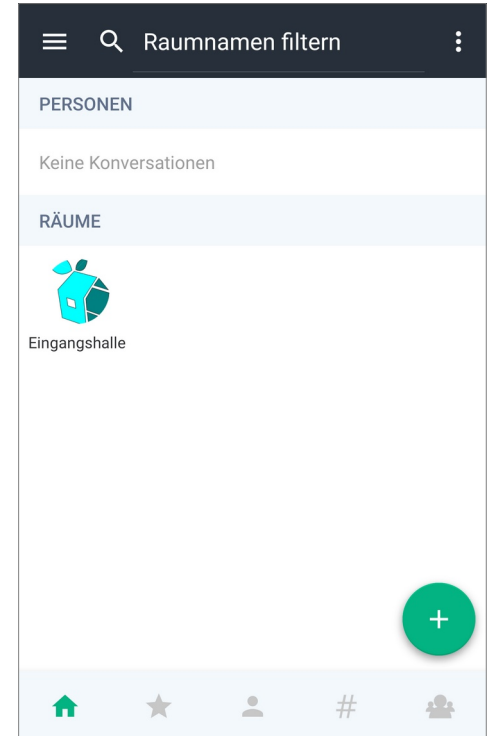 Raumnamen filtern
PERSONEN
Keine Konversationen
RÄUME
Eingangshalle